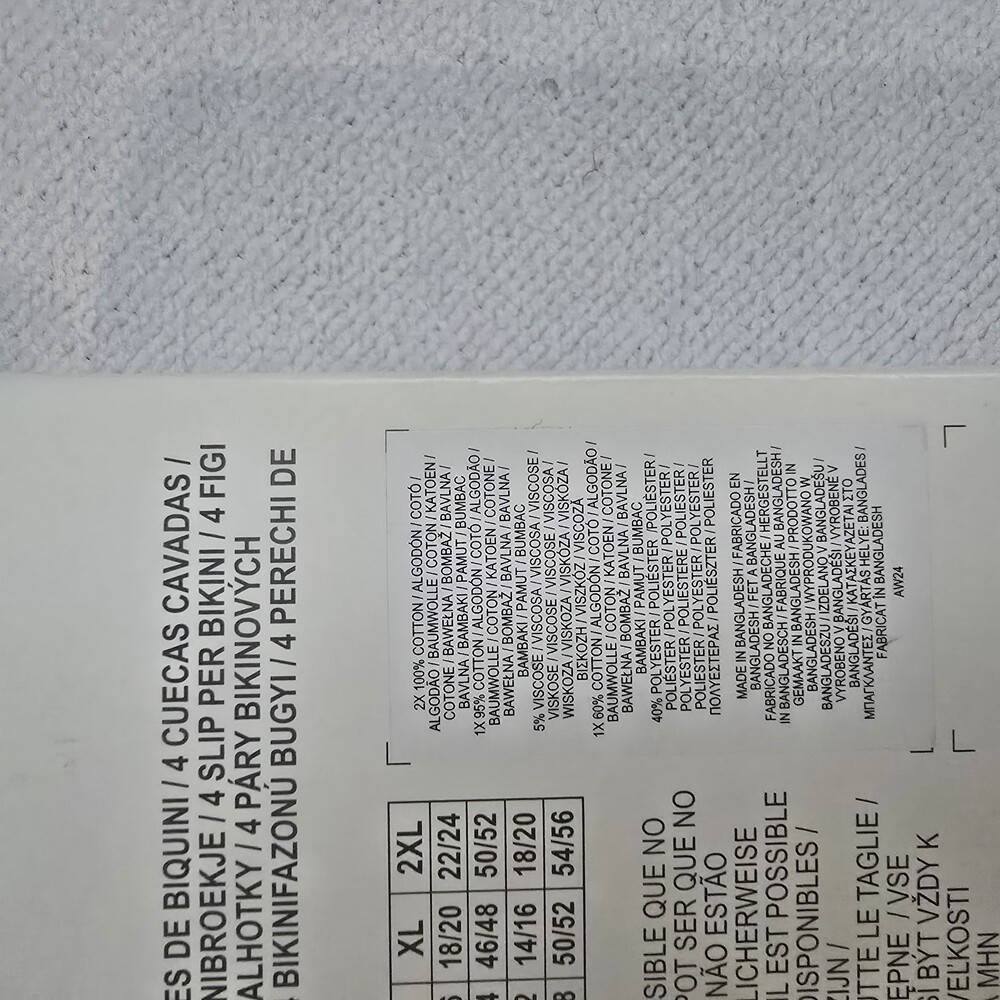 ES DE BIQUINI / 4 CUECAS CAVADAS /
NIBROEKJE / 4 SLIP PER BIKINI / 4 FIGI
ALHOTKY / 4 PÁRY BIKINOVÝCH
BIKINIFAZONÚ BUGYI / 4 PERECHI DE
2X 100% COTTON / ALGODÓN / COTÓ /
ALGODÃO / BAUMWOLLE / COTON / KATOEN /
COTONE / BAWEŁNA / BOMBAŽ / BAVLNA /
BAVLNA / BAMBAKI / PAMUT / BUMBAC
1X 95% COTTON / ALGODÓN / COTÓ / ALGODÃO /
BAUMWOLLE / COTON / KATOEN / COTONE /
BAWEŁNA / BOMBAŽ / BAVLNA / BAVLNA /
BAMBAKI / PAMUT / BUMBAC
5% VISCOSE / VISCOSA / VISCOSA / VISCOSE /
VISKOSE / VISCOSE / VISCOSE / VISCOSA /
WISKOZA / VISKOZA / VISKÓZA / VISKÓZA /
ΒΙΣΚΟΖΗ / VISZKÓZ / VISCOZĂ
1X 60% COTTON / ALGODÓN / COTÓ / ALGODÃO /
BAUMWOLLE / COTON / KATOEN / COTONE /
BAWEŁNA / BOMBAŽ / BAVLNA / BAVLNA /
BAMBAKI / PAMUT / BUMBAC
40% POLYESTER / POLIÉSTER / POLIÈSTER /
POLIÉSTER / POLYESTER / POLYESTER /
POLYESTER / POLIESTERE / POLIESTER /
POLIESTER / POLYESTER / POLYESTER /
ΠΟΛΥΕΣΤΕΡΑΣ / POLIÉSZTER / POLIESTER
MADE IN BANGLADESH / FABRICADO EN
BANGLADESH / FET A BANGLADESH /
FABRICADO NO BANGLADECHE / HERGESTELLT
IN BANGLADESCH / FABRIQUÉ AU BANGLADESH /
GEMAAKT IN BANGLADESH / PRODOTTO IN
BANGLADESH / WYPRODUKOWANO W
BANGLADESZU / IZDELANO V BANGLADEŠU /
VYROBENO V BANGLADÉŠI / VYROBENÉ V
BANGLADÉŠI / ΚΑΤΑΣΚΕΥΑΖΕΤΑΙ ΣΤΟ
ΜΠΑΓΚΛΑΝΤΕΣ / GYÁRTÁS HELYE BANGLADES /
FABRICAT ÎN BANGLADESH
AW24
XL 2XL
18/20 22/24
46/48 50/52
14/16 18/20
50/52 54/56
SIBLE QUE NO
POT SER QUE NO
NÃO ESTÃO
LICHERWEISE
IL EST POSSIBLE
DISPONIBLES /
IJN /
TTE LE TAGLIE /
ĘPNE / VSE
Í BÝT VŽDY K
EĽKOSTI
ΜΗΝ